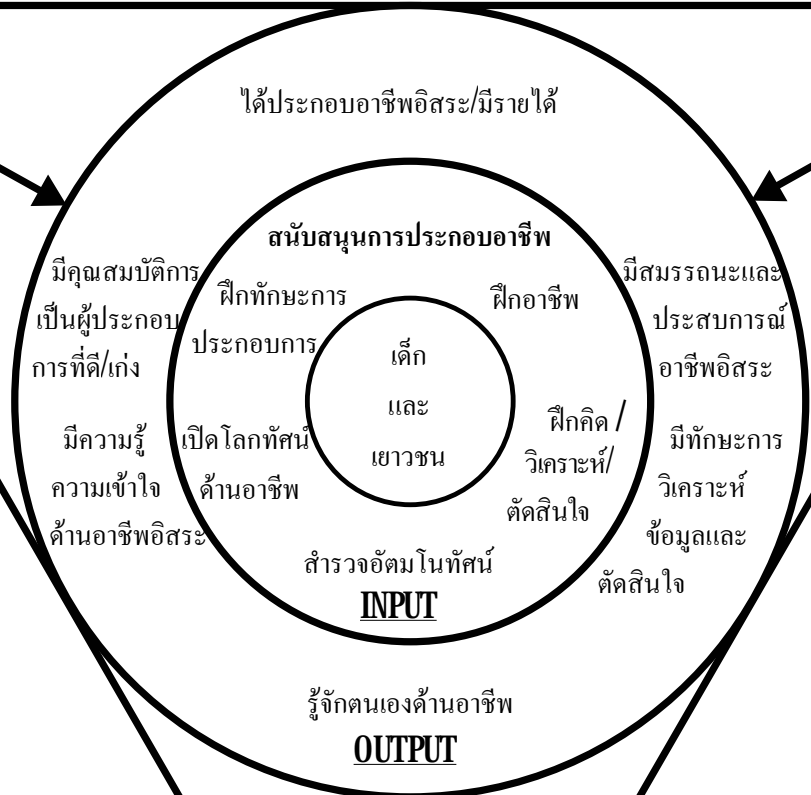 ได้ประกอบอาชีพอิสระ/มีรายได้
สนับสนุนการประกอบอาชีพ
มีคุณสมบัติการ
เป็นผู้ประกอบ
การที่ดี/เก่ง
ฝึกทักษะการ
ประกอบการ
ฝึกอาชีพ
มีสมรรถนะและ
ประสบการณ์
อาชีพอิสระ
เด็ก
และ
เยาวชน
มีความรู้
ความเข้าใจ
ด้านอาชีพอิสระ
เปิดโลกทัศน์
ด้านอาชีพ
ฝึกคิด /
วิเคราะห์/
ตัดสินใจ
มีทักษะการ
วิเคราะห์
ข้อมูลและ
ตัดสินใจ
สำรวจอัตมโนทัศน์
INPUT
รู้จักตนเองด้านอาชีพ
OUTPUT